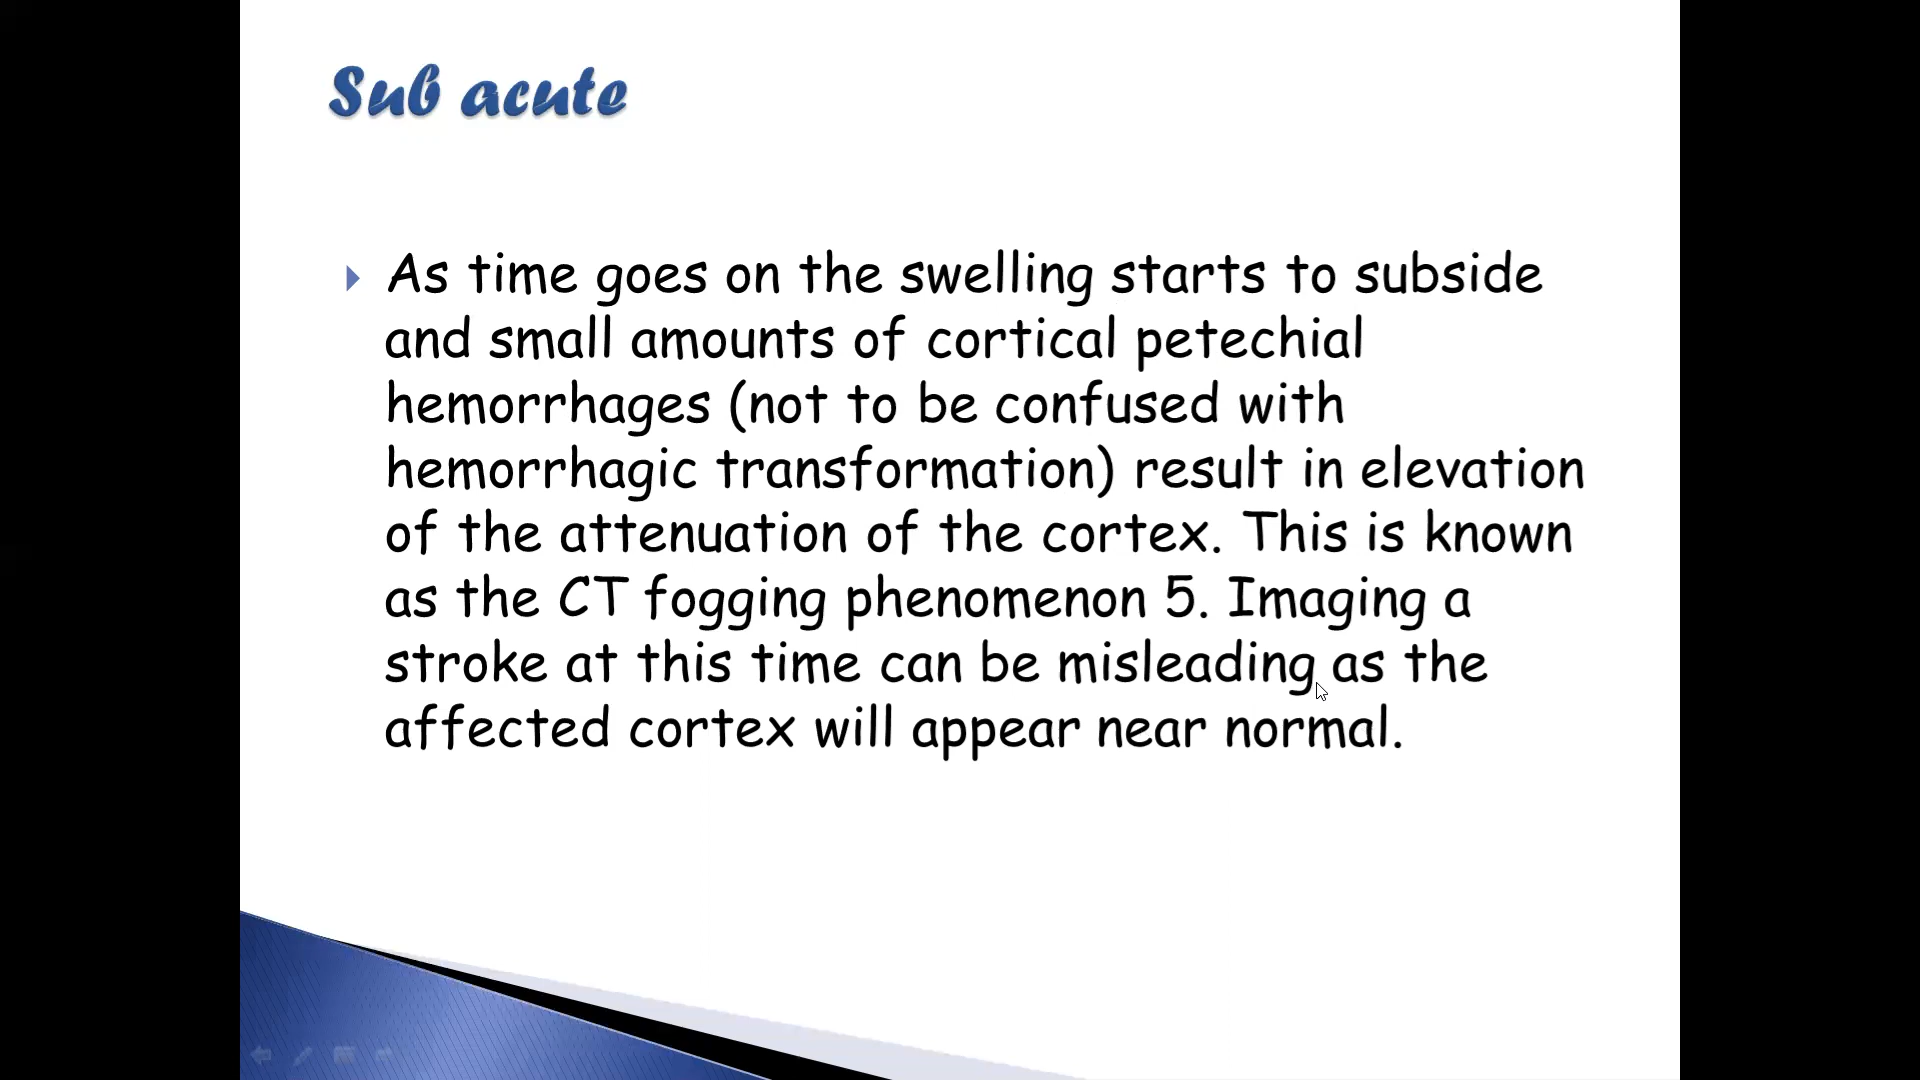 Sub acute
As time goes on the swelling starts to subside
and small amounts of cortical petechial
hemorrhages (not to be confused with
hemorrhagic transformation) result in elevation
of the attenuation of the cortex. This is known
as the CT fogging phenomenon 5. Imaging a
stroke at this time can be misleading as the
affected cortex will appear near normal.